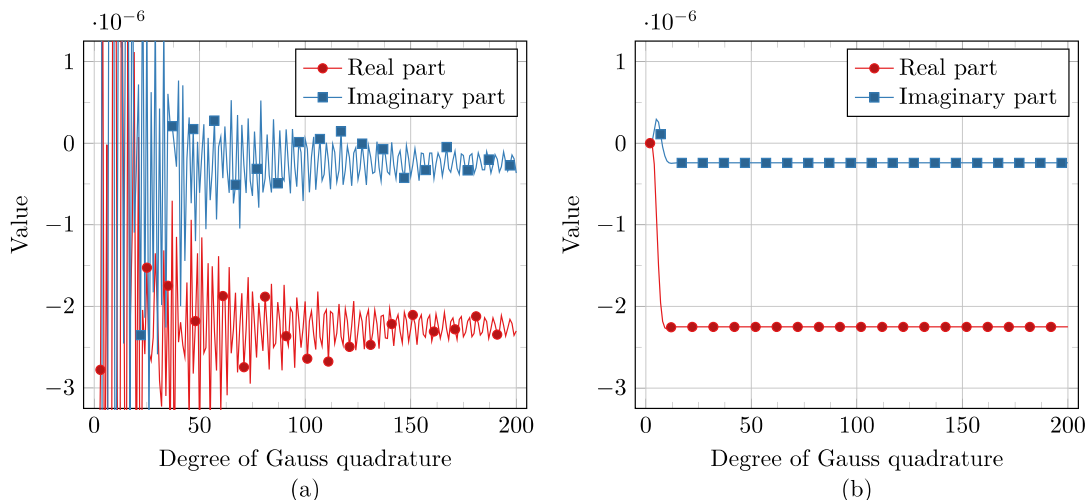 ·10⁻⁶
1
0
−1
−2
−3
Value
0
50
100
150
200
Degree of Gauss quadrature
Real part
Imaginary part
(a)
·10⁻⁶
1
0
−1
−2
−3
Value
0
50
100
150
200
Degree of Gauss quadrature
Real part
Imaginary part
(b)